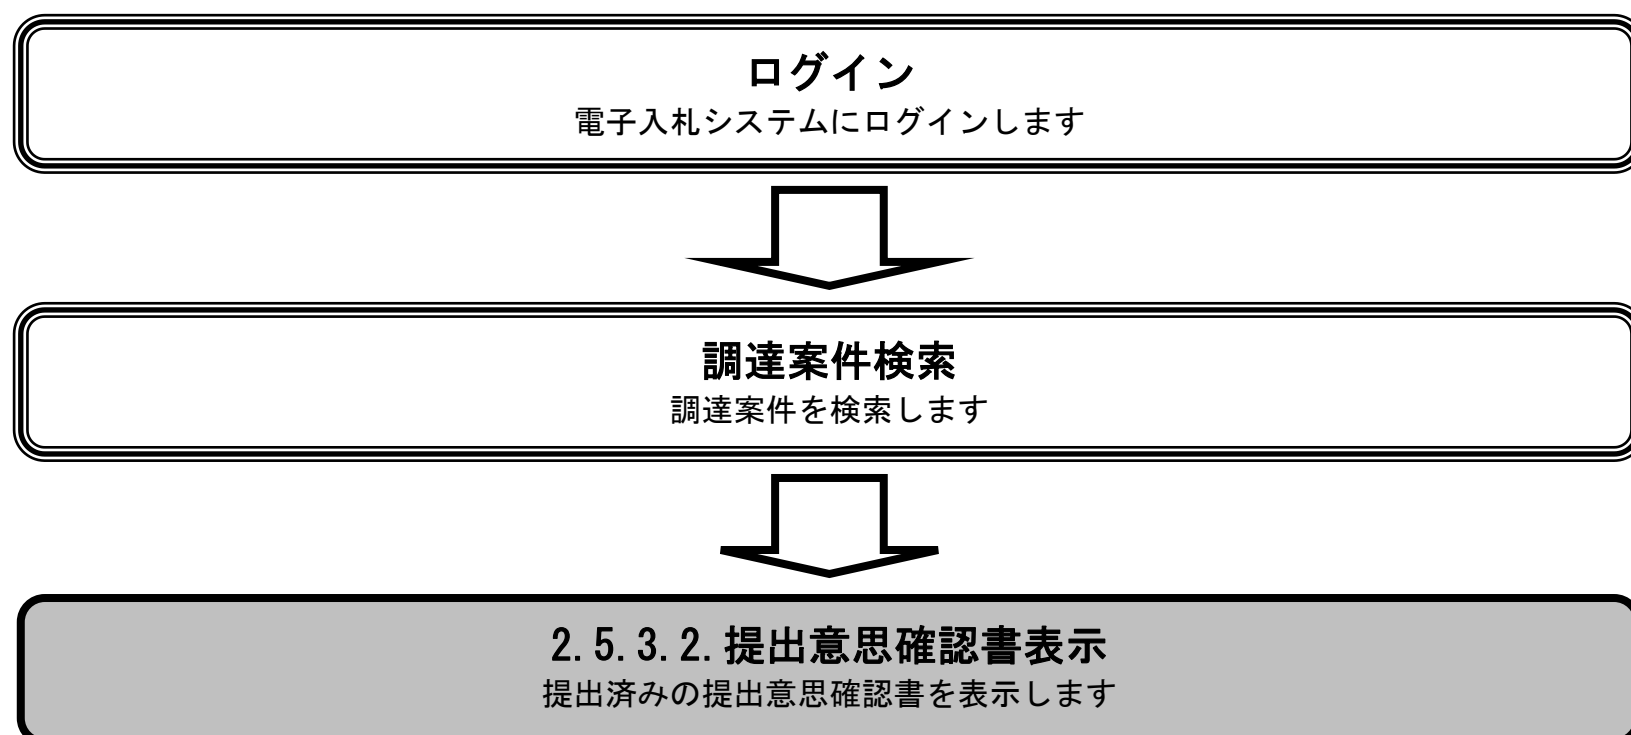 ログイン
電子入札システムにログインします
調達案件検索
調達案件を検索します
2.5.3.2.提出意思確認書表示
提出済みの提出意思確認書を表示します